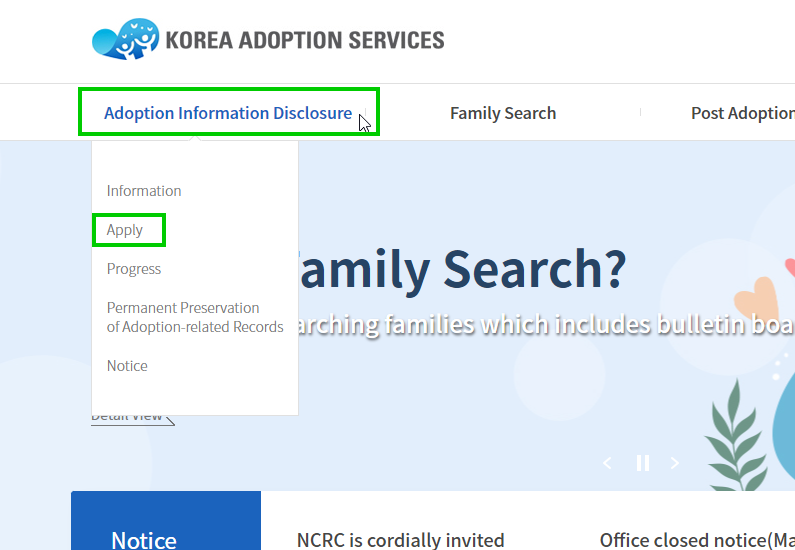 KOREA ADOPTION SERVICES
Adoption Information Disclosure
Family Search
Post Adoption
Information
Apply
Progress
Permanent Preservation
of Adoption-related Records
Notice
amily Search?
arching families which includes bulletin boa
Detail View
Notice
NCRC is cordially invited
Office closed notice(Ma